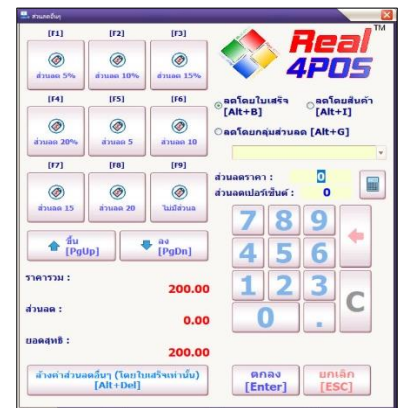 ส่วนลดอื่นๆ
[F1] [F2] [F3]
ส่วนลด 5% ส่วนลด 10% ส่วนลด 15%
[F4] [F5] [F6]
ส่วนลด 20% ส่วนลด 5 ส่วนลด 10
[F7] [F8] [F9]
ส่วนลด 15 ส่วนลด 20 ไม่มีส่วนล
ขึ้น
[PgUp]
ลง
[PgDn]
ราคารวม :
200.00
ส่วนลด :
0.00
ยอดสุทธิ :
200.00
ล้างค่าส่วนลดอื่นๆ (โดยใบเสร็จเท่านั้น)
[Alt+Del]
Real TM
4POS
ลดโดยใบเสร็จ
[Alt+B]
ลดโดยสินค้า
[Alt+I]
ลดโดยกลุ่มส่วนลด [Alt+G]
ส่วนลดราคา : 0
ส่วนลดเปอร์เซ็นต์ : 0
7 8 9
4 5 6
1 2 3
0 . C
ตกลง
[Enter]
ยกเลิก
[ESC]